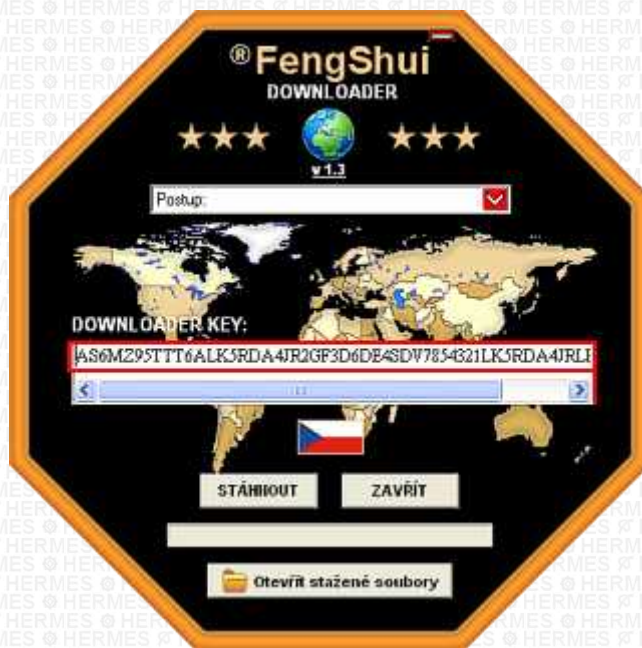 ® FengShui
DOWNLOADER
v 1.3
Postup:
DOWNLOADER KEY:
AS6MZ95TTT6ALK5RDA4JR2GF3D6DE4SDV7854321LK5RDA4JRLF
STÁHNOUT
ZAVŘÍT
Otevřít stažené soubory